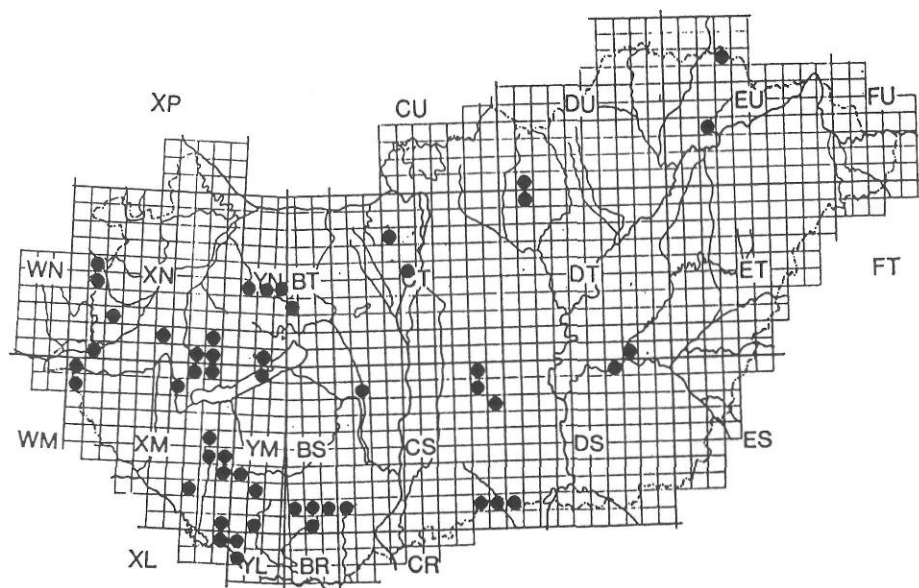 XP CU DU EU FU
WN XN YN BT CT DT ET FT
WM XM YM BS CS DS ES
XL YL BR CR